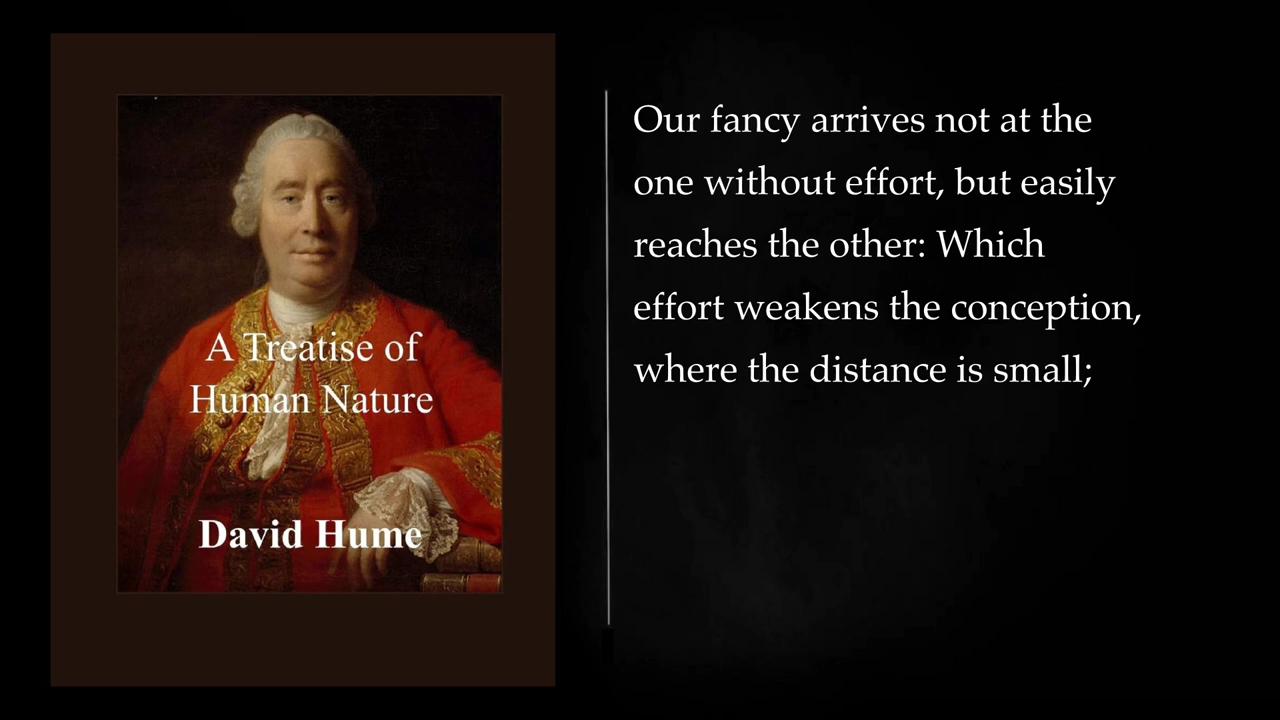 A Treatise of
Human Nature
David Hume
Our fancy arrives not at the
one without effort, but easily
reaches the other: Which
effort weakens the conception,
where the distance is small;